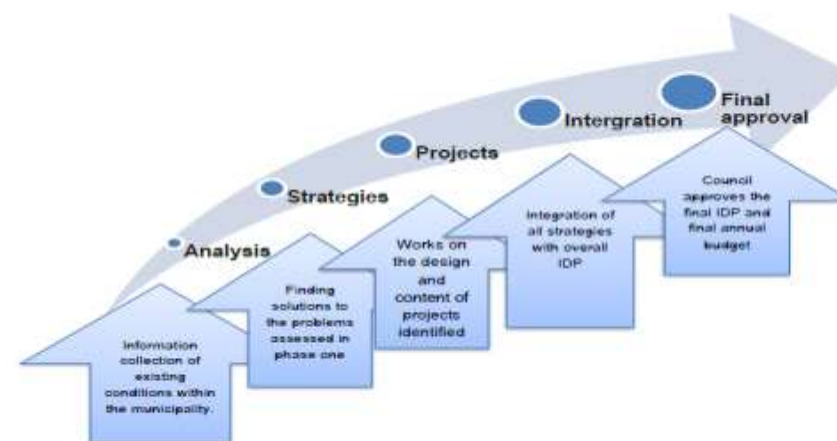 Analysis
Strategies
Projects
Intergration
Final
approval
Information
collection of
existing
conditions within
the municipality.
Finding
solutions to
the problems
assessed in
phase one
Works on
the design
and
content of
projects
identified
Integration of
all strategies
with overall
IDP
Council
approves the
final IDP and
final annual
budget